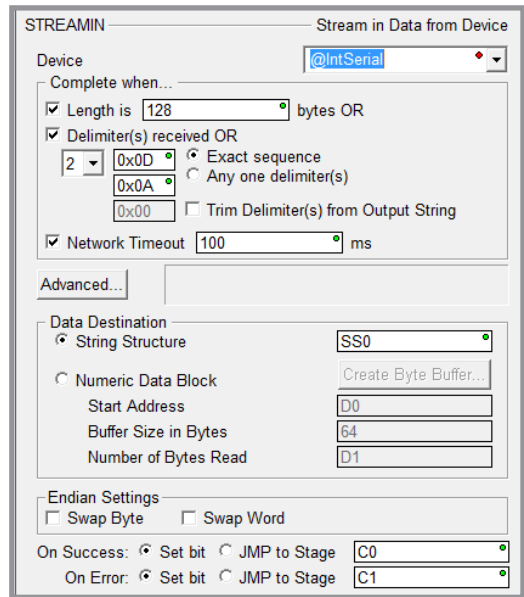 STREAMIN Stream in Data from Device
Device @IntSerial
Complete when...
Length is 128 bytes OR
Delimiter(s) received OR
2 0x0D Exact sequence
0x0A Any one delimiter(s)
0x00 Trim Delimiter(s) from Output String
Network Timeout 100 ms
Advanced...
Data Destination
String Structure SS0
Numeric Data Block Create Byte Buffer...
Start Address D0
Buffer Size in Bytes 64
Number of Bytes Read D1
Endian Settings
Swap Byte Swap Word
On Success: Set bit JMP to Stage C0
On Error: Set bit JMP to Stage C1